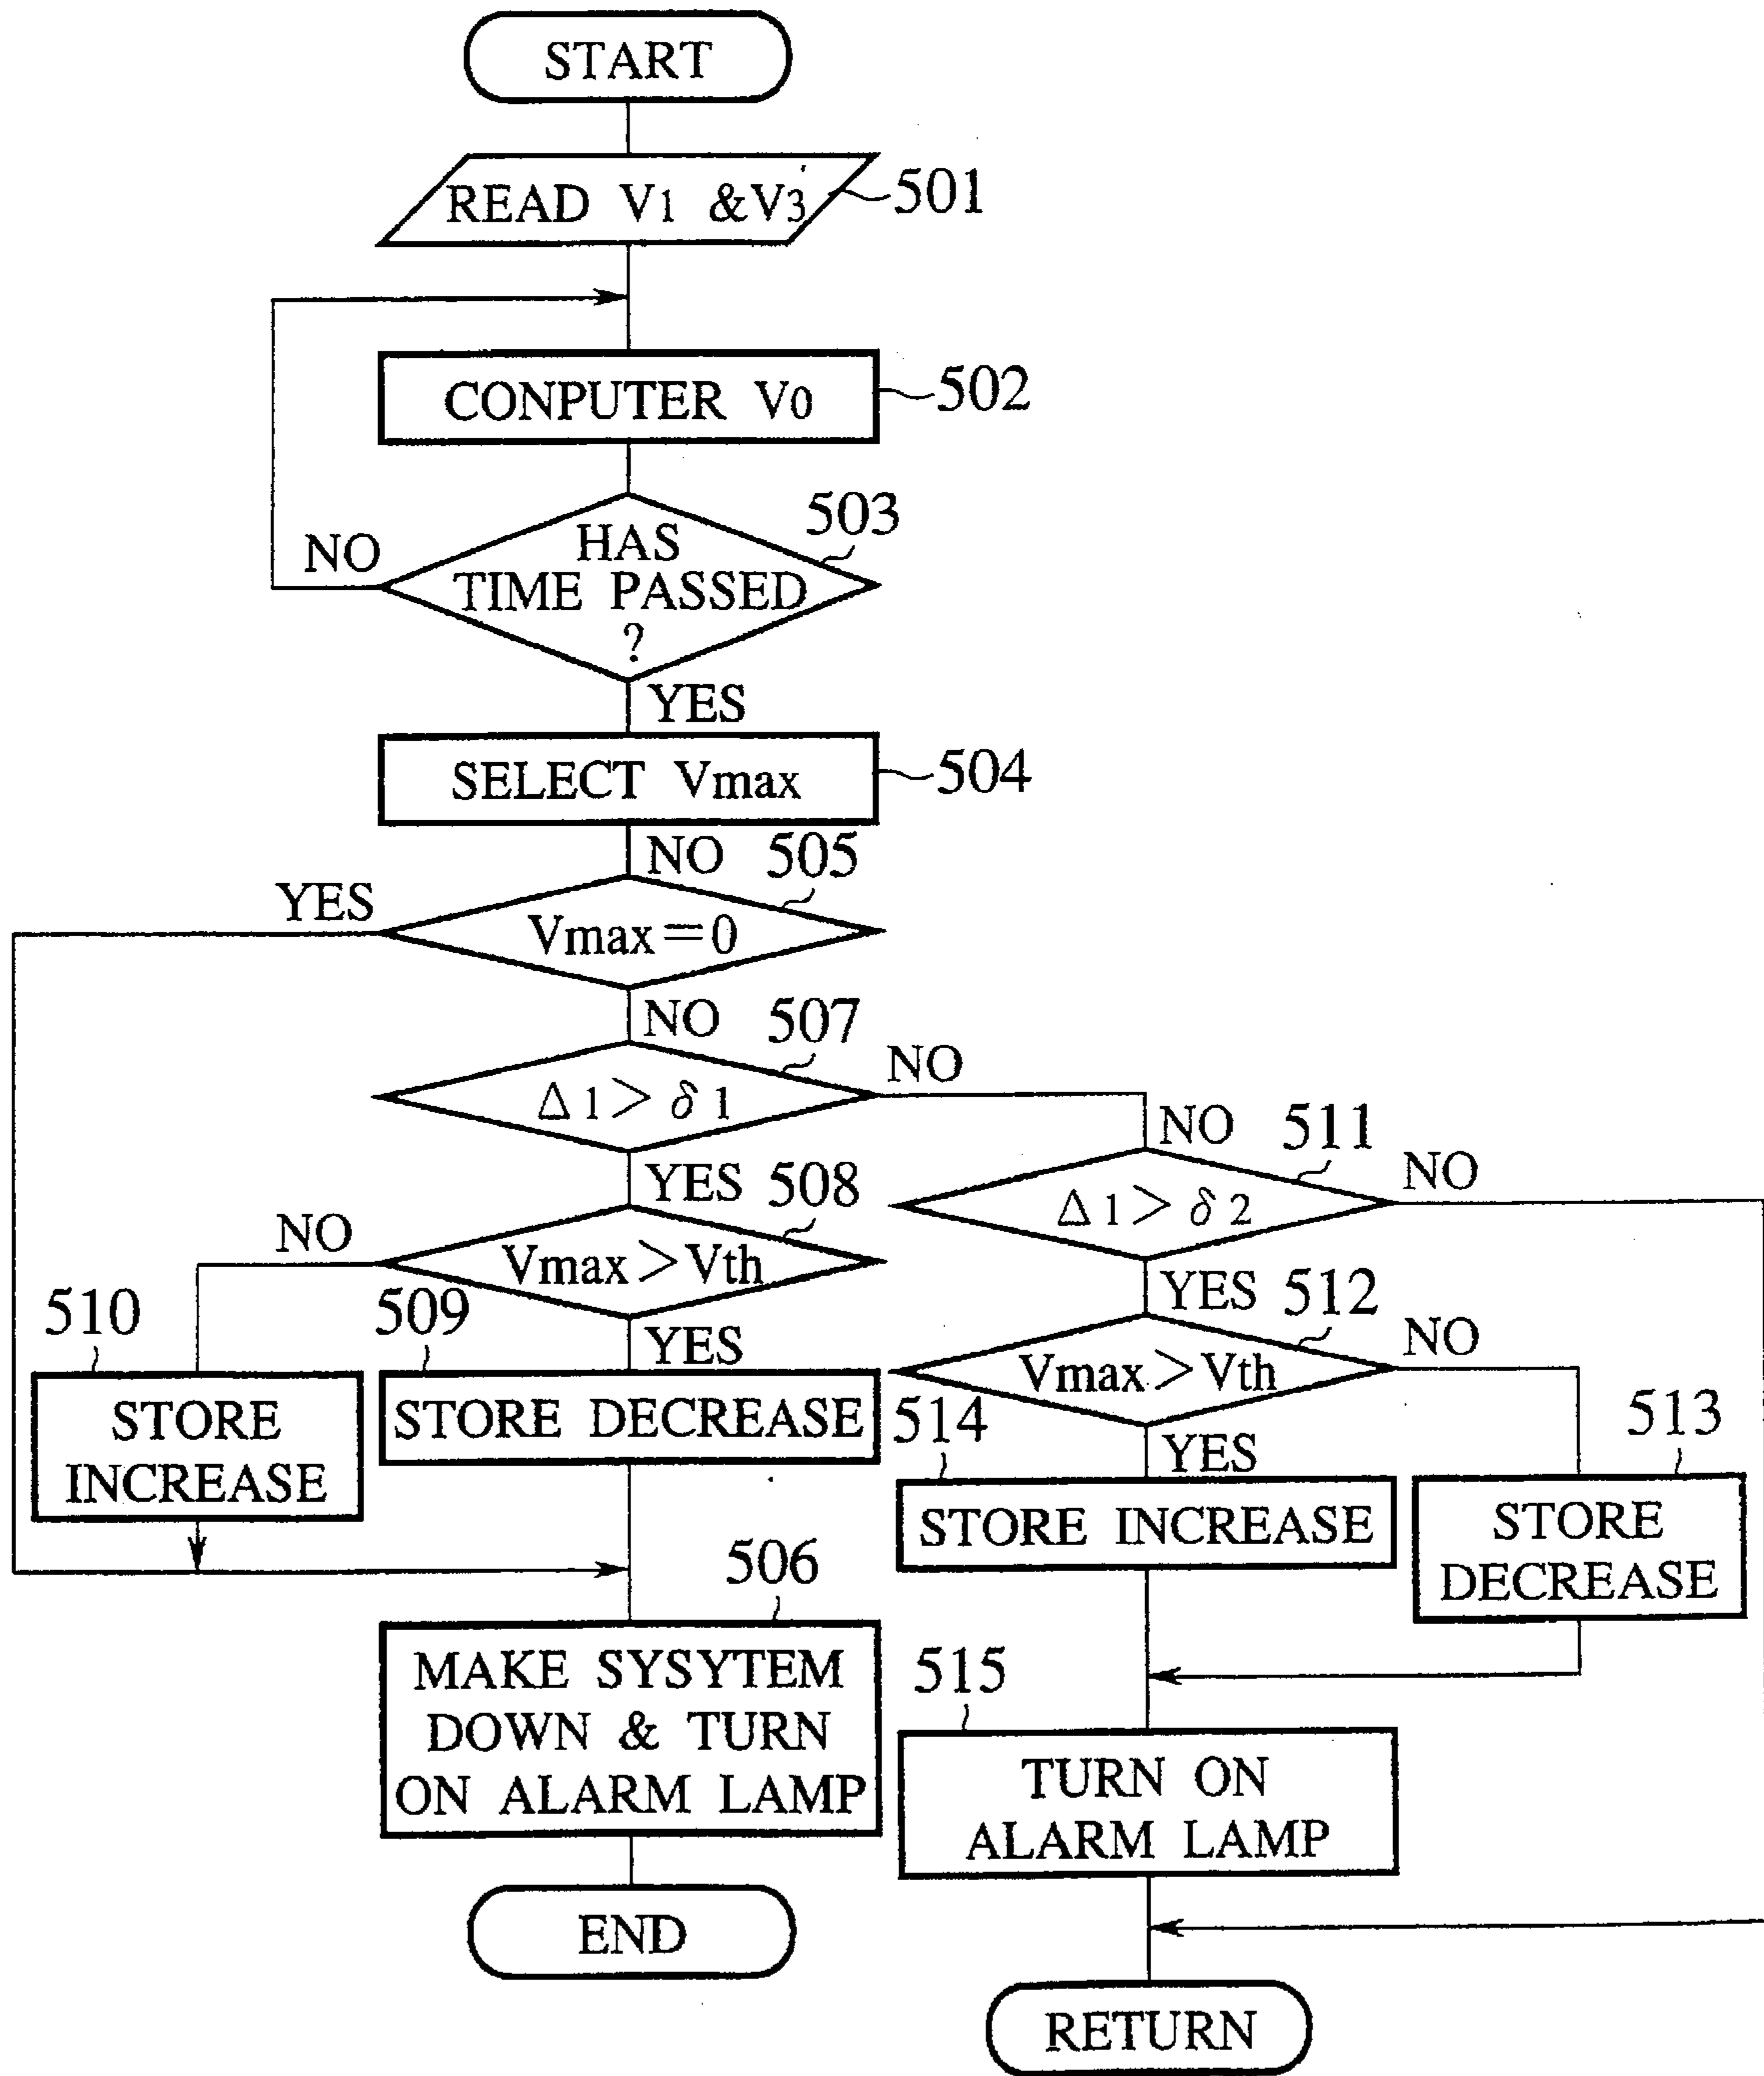 START
READ V1 &V3
501
CONPUTER V0
502
503
HAS
TIME PASSED
?
NO
YES
SELECT Vmax
504
NO
505
YES
Vmax=0
NO
507
NO
Δ1>δ1
NO
511
NO
YES
508
Δ1>δ2
NO
Vmax>Vth
YES
512
510
509
YES
NO
Vmax>Vth
STORE
INCREASE
STORE DECREASE
514
YES
513
STORE INCREASE
STORE
DECREASE
506
MAKE SYSYTEM
DOWN & TURN
ON ALARM LAMP
515
TURN ON
ALARM LAMP
END
RETURN